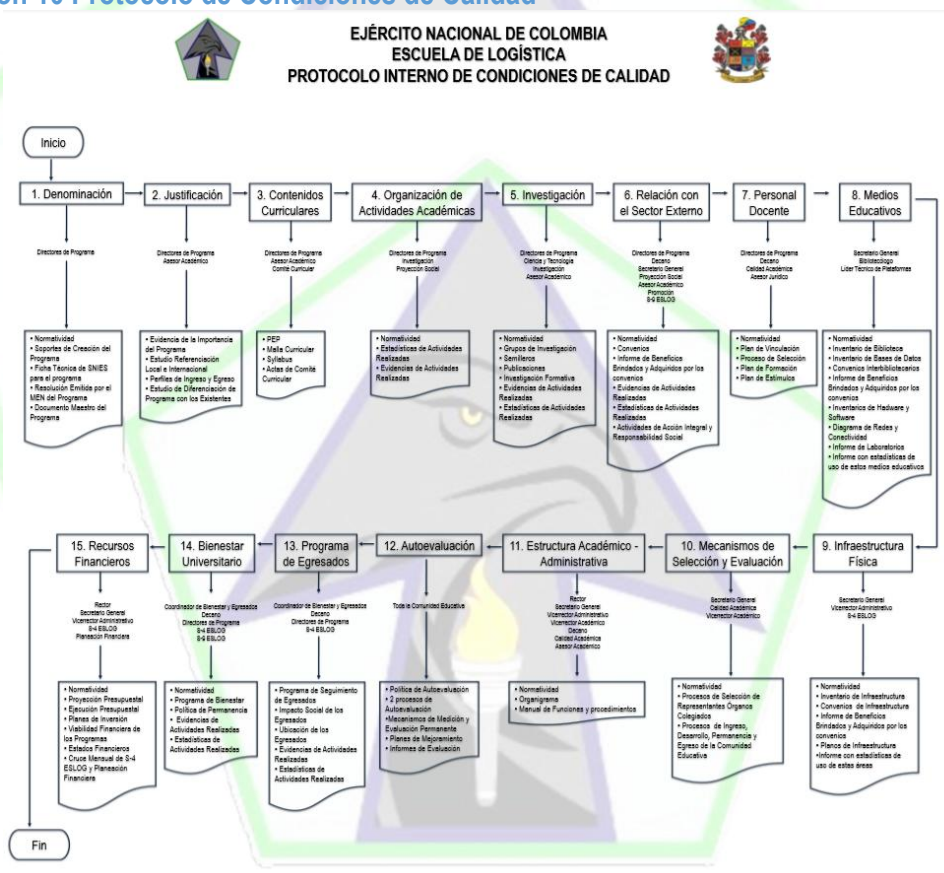 ón 10 Protocolo de Condiciones de Calidad
EJÉRCITO NACIONAL DE COLOMBIA
ESCUELA DE LOGÍSTICA
PROTOCOLO INTERNO DE CONDICIONES DE CALIDAD
Inicio
1. Denominación
Directores de Programa
• Normatividad
• Soportes de Creación del
Programa
• Ficha Técnica de SNIES
para el programa
• Resolución Emitida por el
MEN del Programa
• Documento Maestro del
Programa
2. Justificación
Directores de Programa
Asesor Académico
• Evidencia de la Importancia
del Programa
• Estudio Referenciación
Local e Internacional
• Perfiles de Ingreso y Egreso
• Estudio de Diferenciación de
Programa con los Existentes
3. Contenidos
Curriculares
Directores de Programa
Asesor Académico
Comité Curricular
• PEP
• Malla Curricular
• Syllabus
• Actas de Comité
Curricular
4. Organización de
Actividades Académicas
Directores de Programa
Investigación
Proyección Social
• Normatividad
• Estadísticas de Actividades
Realizadas
• Evidencias de Actividades
Realizadas
5. Investigación
Directores de Programa
Ciencia y Tecnología
Investigación
Asesor Académico
• Normatividad
• Grupos de Investigación
• Semilleros
• Publicaciones
• Investigación Formativa
• Evidencias de Actividades
Realizadas
• Estadísticas de Actividades
Realizadas
6. Relación con
el Sector Externo
Directores de Programa
Decano
Secretario General
Proyección Social
Asesor Académico
Promoción
S-9 ESLOG
• Normatividad
• Convenios
• Informe de Beneficios
Brindados y Adquiridos por los
convenios
• Evidencias de Actividades
Realizadas
• Estadísticas de Actividades
Realizadas
• Actividades de Acción Integral y
Responsabilidad Social
7. Personal
Docente
Directores de Programa
Decano
Calidad Académica
Asesor Jurídico
• Normatividad
• Plan de Vinculación
• Proceso de Selección
• Plan de Formación
• Plan de Estímulos
8. Medios
Educativos
Secretario General
Bibliotecólogo
Líder Técnico de Plataformas
• Normatividad
• Inventario de Biblioteca
• Inventario de Bases de Datos
• Convenios Interbibliotecarios
• Informe de Beneficios
Brindados y Adquiridos por los
convenios
• Inventarios de Hadware y
Software
• Diagrama de Redes y
Conectividad
• Informe de Laboratorios
• Informe con estadísticas de
uso de estos medios educativos
15. Recursos
Financieros
Rector
Secretario General
Vicerrector Administrativo
S-4 ESLOG
Planeación Financiera
• Normatividad
• Proyección Presupuestal
• Ejecución Presupuestal
• Planes de Inversión
• Viabilidad Financiera de
los Programas
• Estados Financieros
• Cruce Mensual de S-4
ESLOG y Planeación
Financiera
14. Bienestar
Universitario
Coordinador de Bienestar y Egresados
Decano
Directores de Programa
S-4 ESLOG
S-9 ESLOG
• Normatividad
• Programa de Bienestar
• Política de Permanencia
• Evidencias de
Actividades Realizadas
• Estadísticas de
Actividades Realizadas
13. Programa
de Egresados
Coordinador de Bienestar y Egresados
Decano
Directores de Programa
S-4 ESLOG
• Programa de Seguimiento
de Egresados
• Impacto Social de los
Egresados
• Ubicación de los
Egresados
• Evidencias de Actividades
Realizadas
• Estadísticas de
Actividades Realizadas
12. Autoevaluación
Toda la Comunidad Educativa
• Política de Autoevaluación
• 2 procesos de
Autoevaluación
•Mecanismos de Medición y
Evaluación Permanente
• Planes de Mejoramiento
• Informes de Evaluación
11. Estructura Académico -
Administrativa
Rector
Secretario General
Vicerrector Administrativo
Vicerrector Académico
Decano
Calidad Académica
Asesor Académico
• Normatividad
• Organigrama
• Manual de Funciones y procedimientos
10. Mecanismos de
Selección y Evaluación
Secretario General
Calidad Académica
Vicerrector Académico
• Normatividad
• Procesos de Selección de
Representantes Órganos
Colegiados
• Procesos de Ingreso,
Desarrollo, Permanencia y
Egreso de la Comunidad
Educativa
9. Infraestructura
Física
Secretario General
Vicerrector Administrativo
S-4 ESLOG
• Normatividad
• Inventario de Infraestructura
• Convenios de Infraestructura
• Informe de Beneficios
Brindados y Adquiridos por los
convenios
• Planos de Infraestructura
•Informe con estadísticas de
uso de estas áreas
Fin